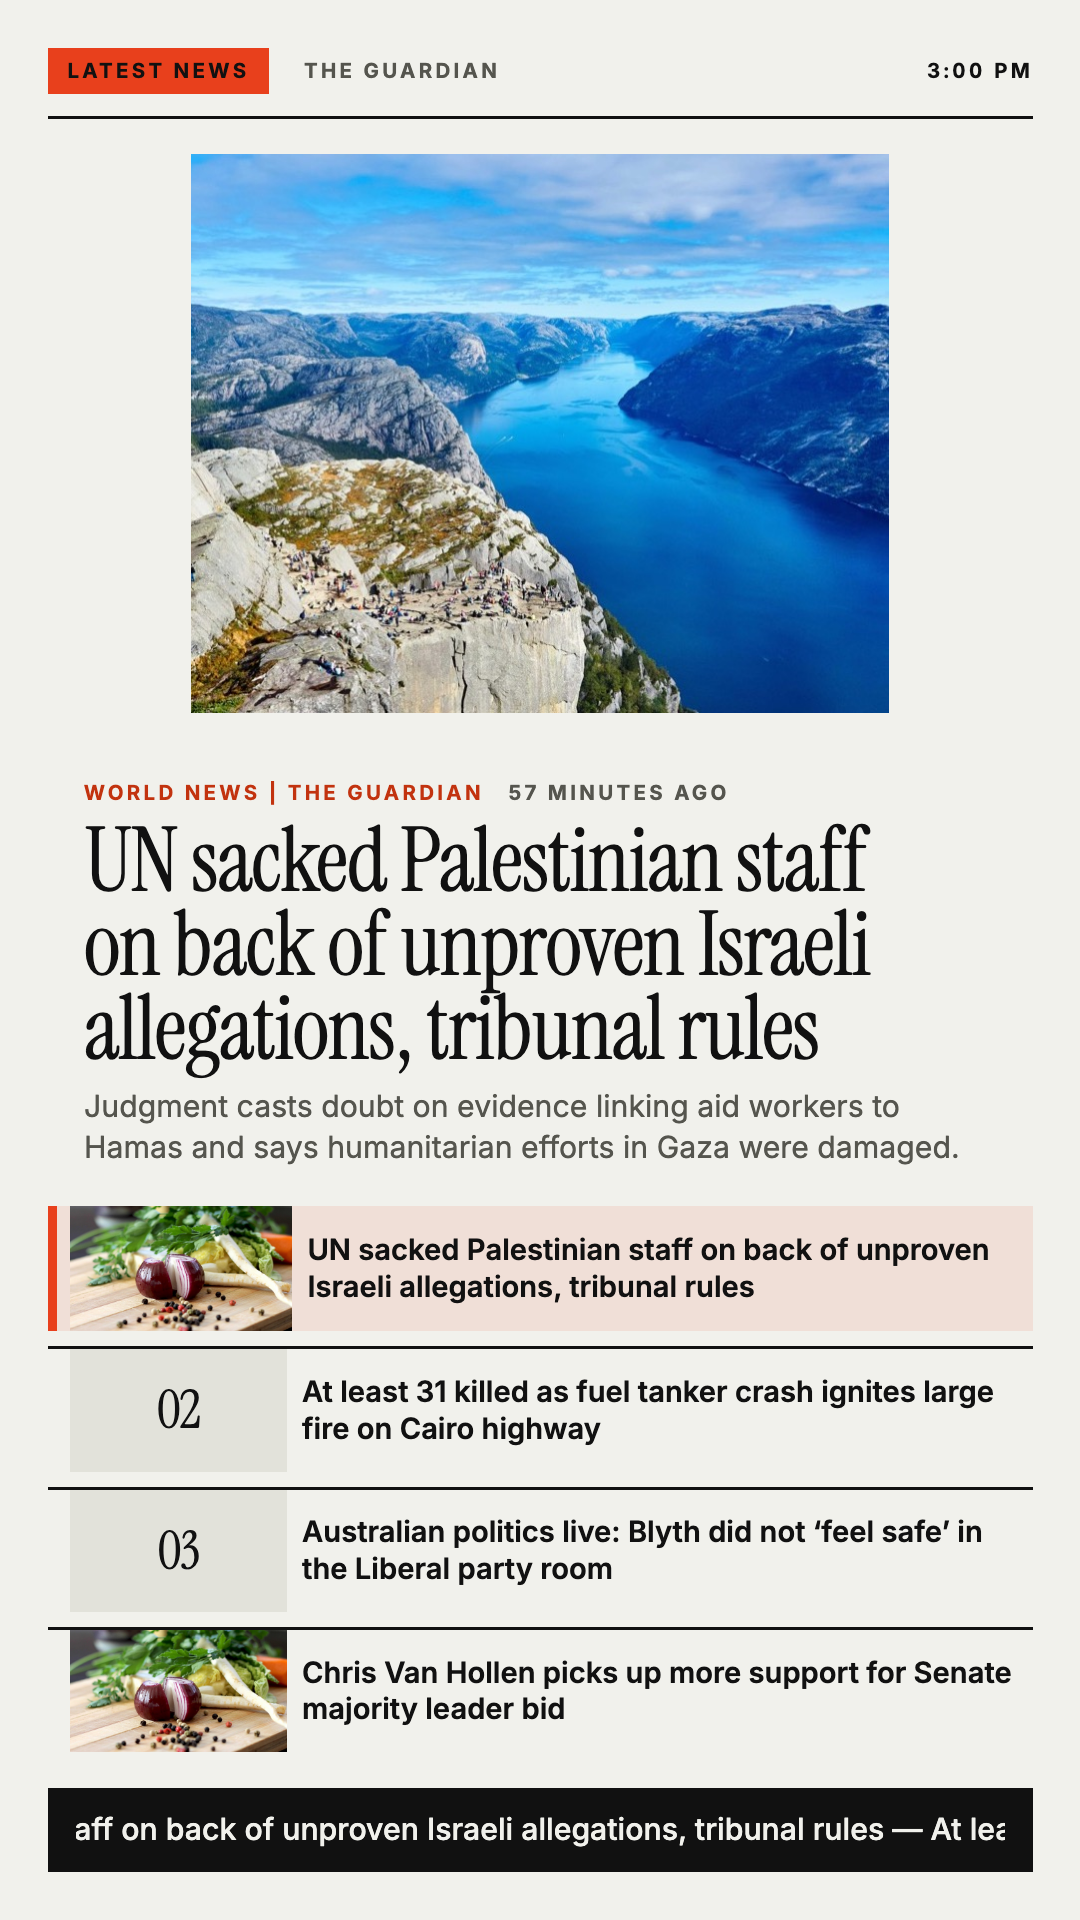 LATEST NEWS
THE GUARDIAN
3:00 PM
WORLD NEWS | THE GUARDIAN 57 MINUTES AGO
UN sacked Palestinian staff
on back of unproven Israeli
allegations, tribunal rules
Judgment casts doubt on evidence linking aid workers to
Hamas and says humanitarian efforts in Gaza were damaged.
UN sacked Palestinian staff on back of unproven
Israeli allegations, tribunal rules
02
At least 31 killed as fuel tanker crash ignites large
fire on Cairo highway
03
Australian politics live: Blyth did not ‘feel safe’ in
the Liberal party room
Chris Van Hollen picks up more support for Senate
majority leader bid
aff on back of unproven Israeli allegations, tribunal rules — At lea